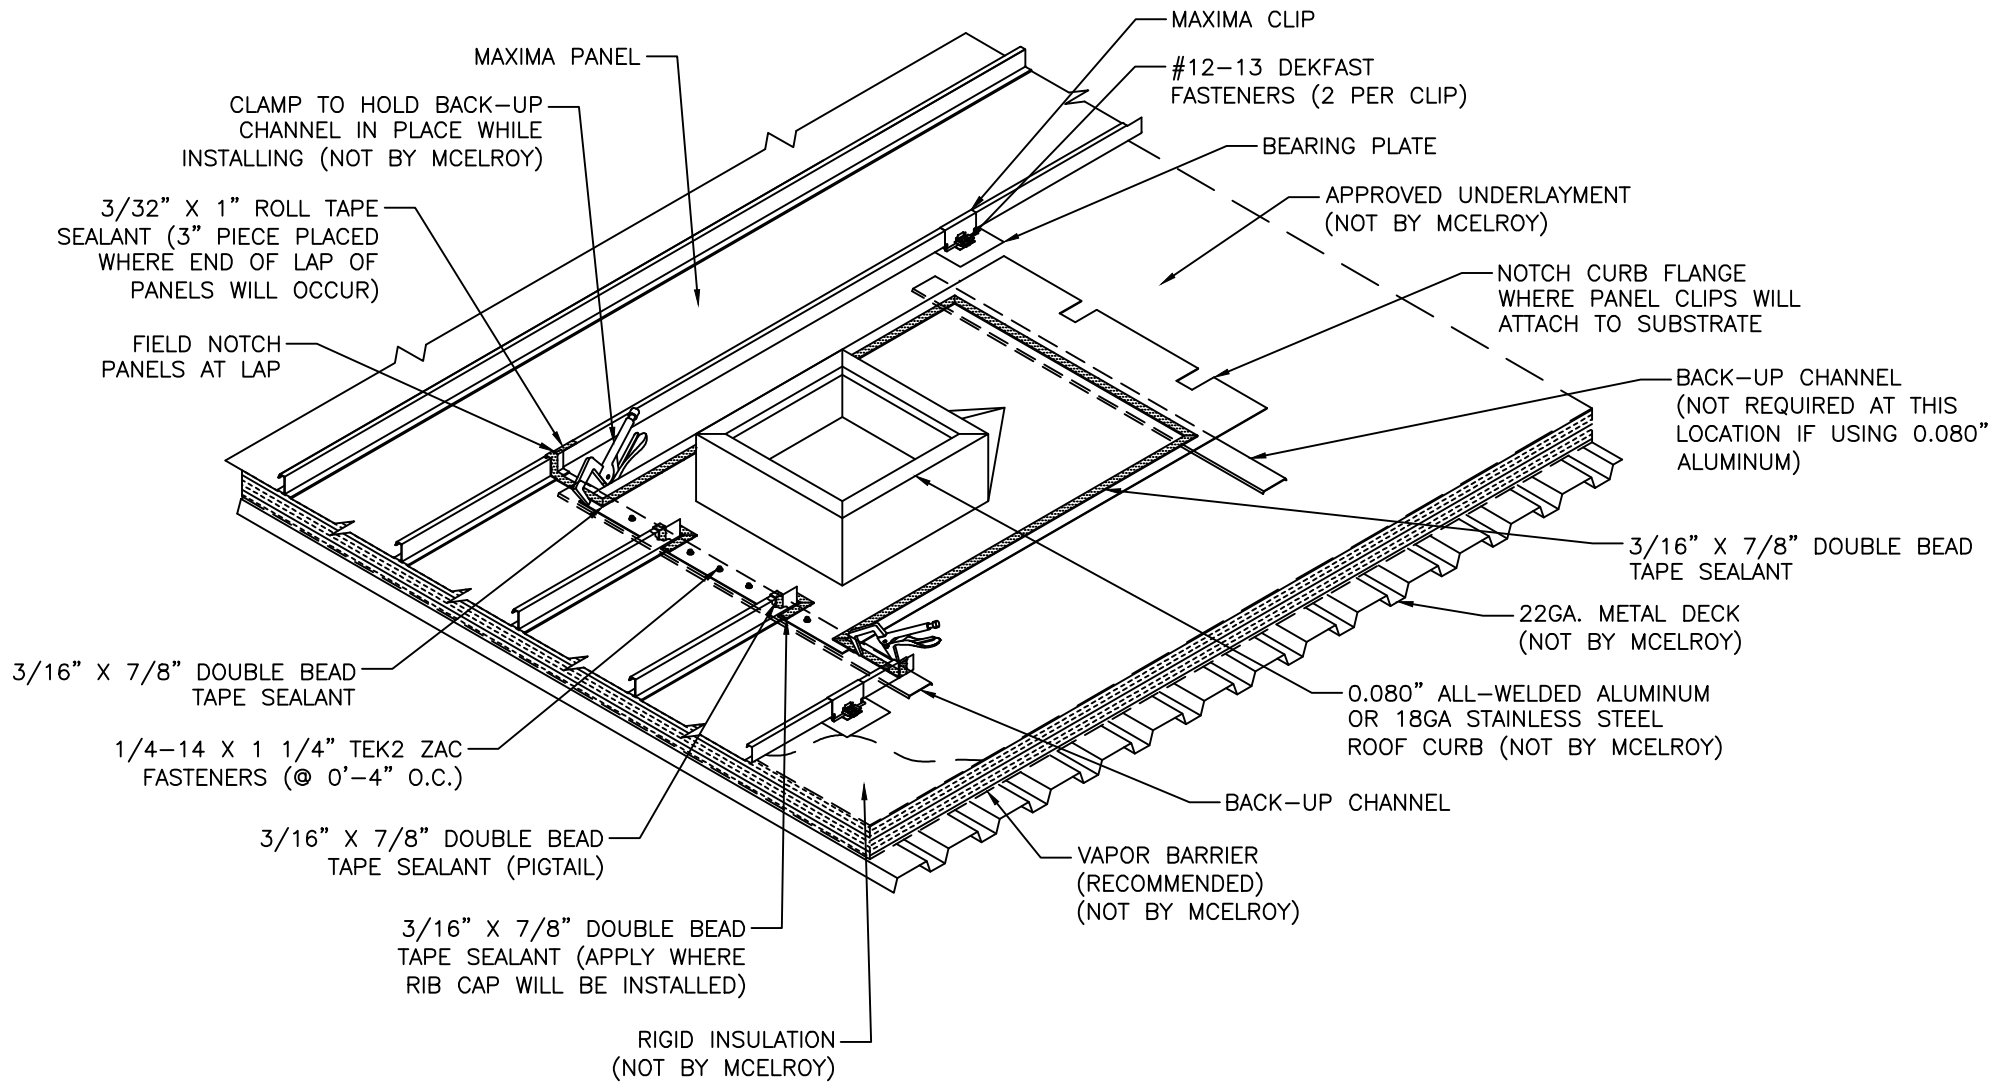 MAXIMA CLIP
MAXIMA PANEL
#12-13 DEKFAST
FASTENERS (2 PER CLIP)
CLAMP TO HOLD BACK-UP
CHANNEL IN PLACE WHILE
INSTALLING (NOT BY MCELROY)
BEARING PLATE
APPROVED UNDERLAYMENT
(NOT BY MCELROY)
3/32” X 1” ROLL TAPE
SEALANT (3” PIECE PLACED
WHERE END OF LAP OF
PANELS WILL OCCUR)
NOTCH CURB FLANGE
WHERE PANEL CLIPS WILL
ATTACH TO SUBSTRATE
FIELD NOTCH
PANELS AT LAP
BACK-UP CHANNEL
(NOT REQUIRED AT THIS
LOCATION IF USING 0.080”
ALUMINUM)
3/16” X 7/8” DOUBLE BEAD
TAPE SEALANT
22GA. METAL DECK
(NOT BY MCELROY)
3/16” X 7/8” DOUBLE BEAD
TAPE SEALANT
0.080” ALL-WELDED ALUMINUM
OR 18GA STAINLESS STEEL
ROOF CURB (NOT BY MCELROY)
1/4-14 X 1 1/4” TEK2 ZAC
FASTENERS (@ 0’-4” O.C.)
BACK-UP CHANNEL
3/16” X 7/8” DOUBLE BEAD
TAPE SEALANT (PIGTAIL)
VAPOR BARRIER
(RECOMMENDED)
(NOT BY MCELROY)
3/16” X 7/8” DOUBLE BEAD
TAPE SEALANT (APPLY WHERE
RIB CAP WILL BE INSTALLED)
RIGID INSULATION
(NOT BY MCELROY)